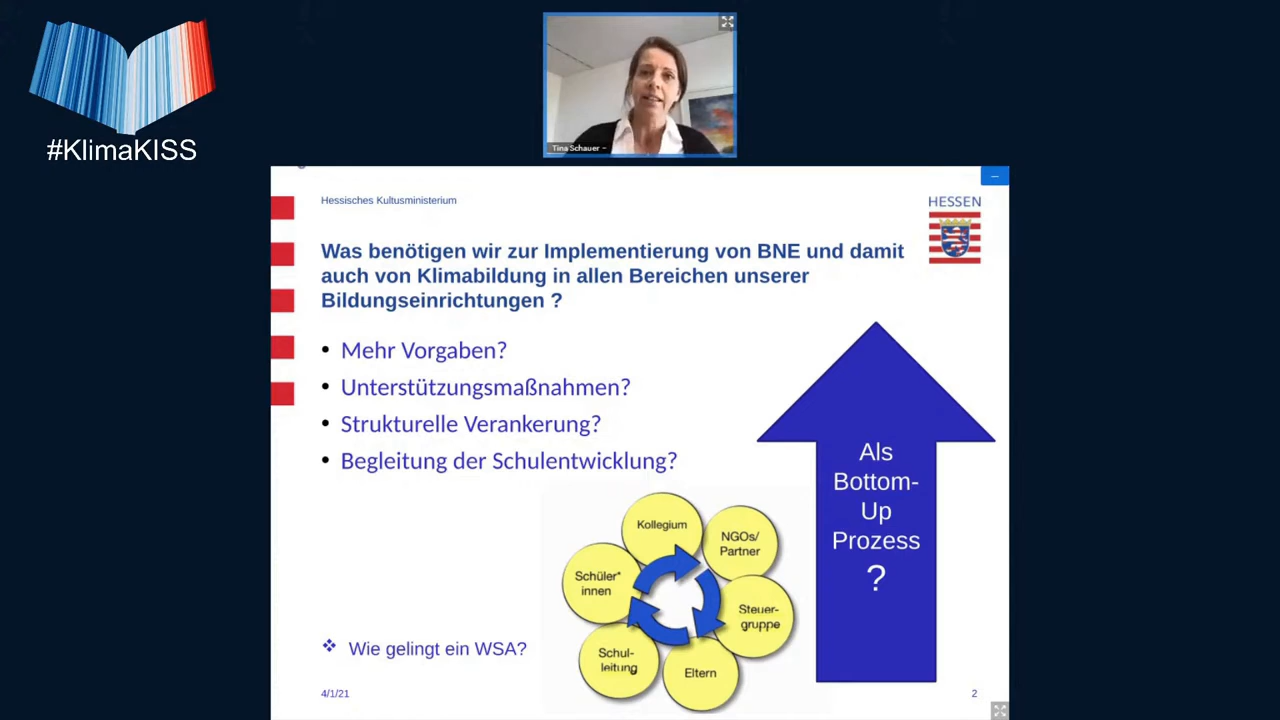 #KlimaKISS
Tina Schauer –
Hessisches Kultusministerium
HESSEN
Was benötigen wir zur Implementierung von BNE und damit
auch von Klimabildung in allen Bereichen unserer
Bildungseinrichtungen ?
• Mehr Vorgaben?
• Unterstützungsmaßnahmen?
• Strukturelle Verankerung?
• Begleitung der Schulentwicklung?
Als
Bottom-
Up
Prozess
?
Kollegium
NGOs/
Partner
Steuer-
gruppe
Eltern
Schul-
leitung
Schüler*
innen
❖ Wie gelingt ein WSA?
4/1/21
2